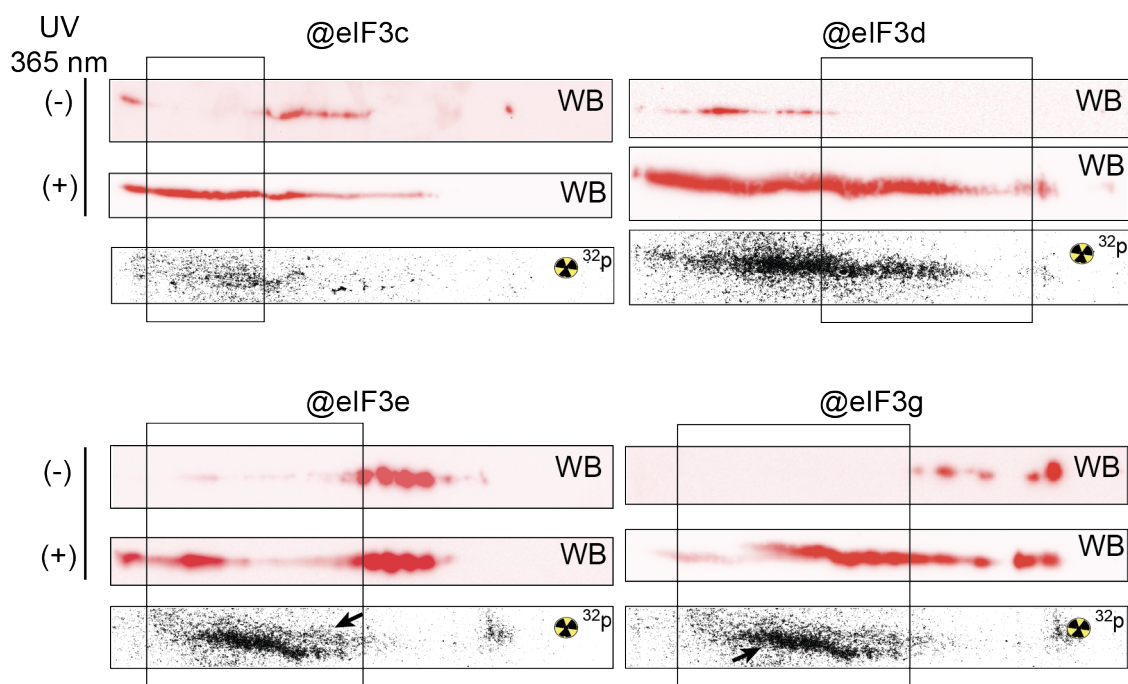 UV
365 nm
@eIF3c
@eIF3d
(-)
WB
WB
(+)
WB
WB
32p
32p
@eIF3e
@eIF3g
(-)
WB
WB
(+)
WB
WB
32p
32p